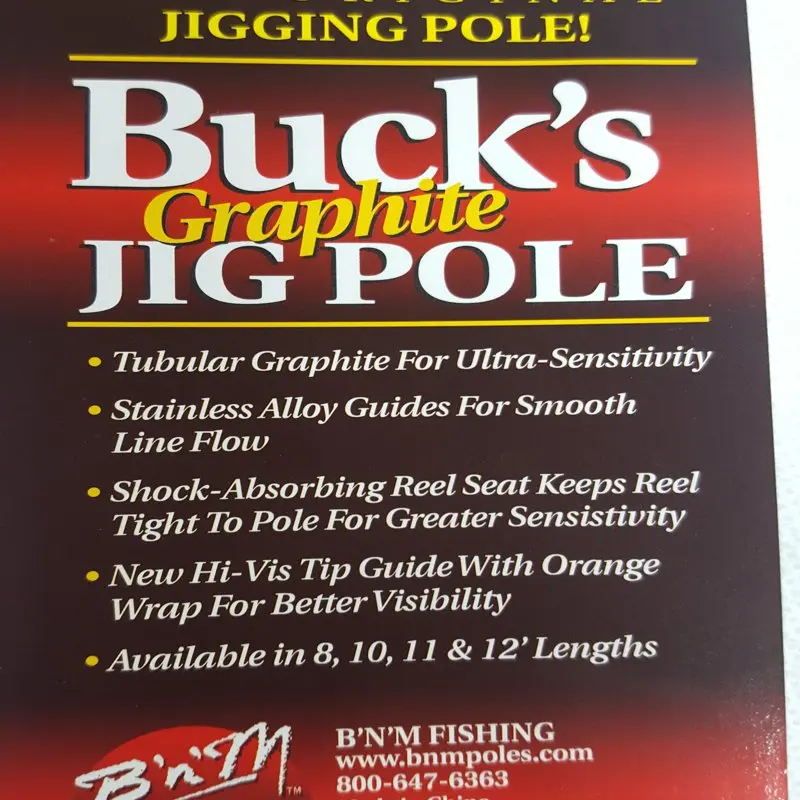 JIGGING POLE!
Buck's
Graphite
JIG POLE
• Tubular Graphite For Ultra-Sensitivity
• Stainless Alloy Guides For Smooth
Line Flow
• Shock-Absorbing Reel Seat Keeps Reel
Tight To Pole For Greater Sensistivity
• New Hi-Vis Tip Guide With Orange
Wrap For Better Visibility
• Available in 8, 10, 11 & 12' Lengths
B'n'M TM
B'N'M FISHING
www.bnmpoles.com
800-647-6363